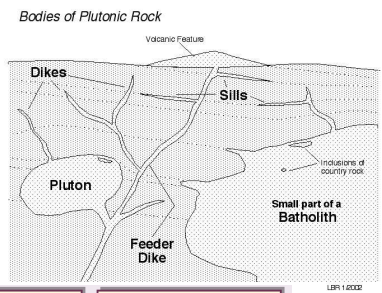 Bodies of Plutonic Rock
Volcanic Feature
Dikes
Sills
Inclusions of
country rock
Pluton
Small part of a
Batholith
Feeder
Dike
LBR 1/2002